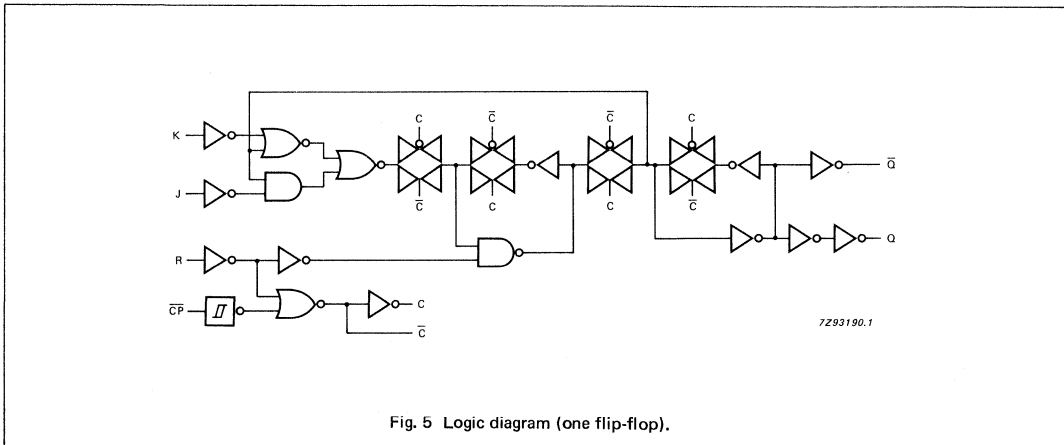 C
C̅
C̅
C
K
Q̅
J
C̅
C
C
C̅
Q
R
C̅P̅
C
C̅
7Z93190.1
Fig. 5 Logic diagram (one flip-flop).